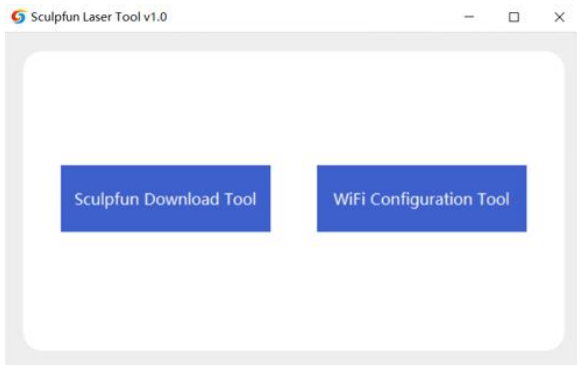 Sculpfun Laser Tool v1.0
Sculpfun Download Tool
WiFi Configuration Tool